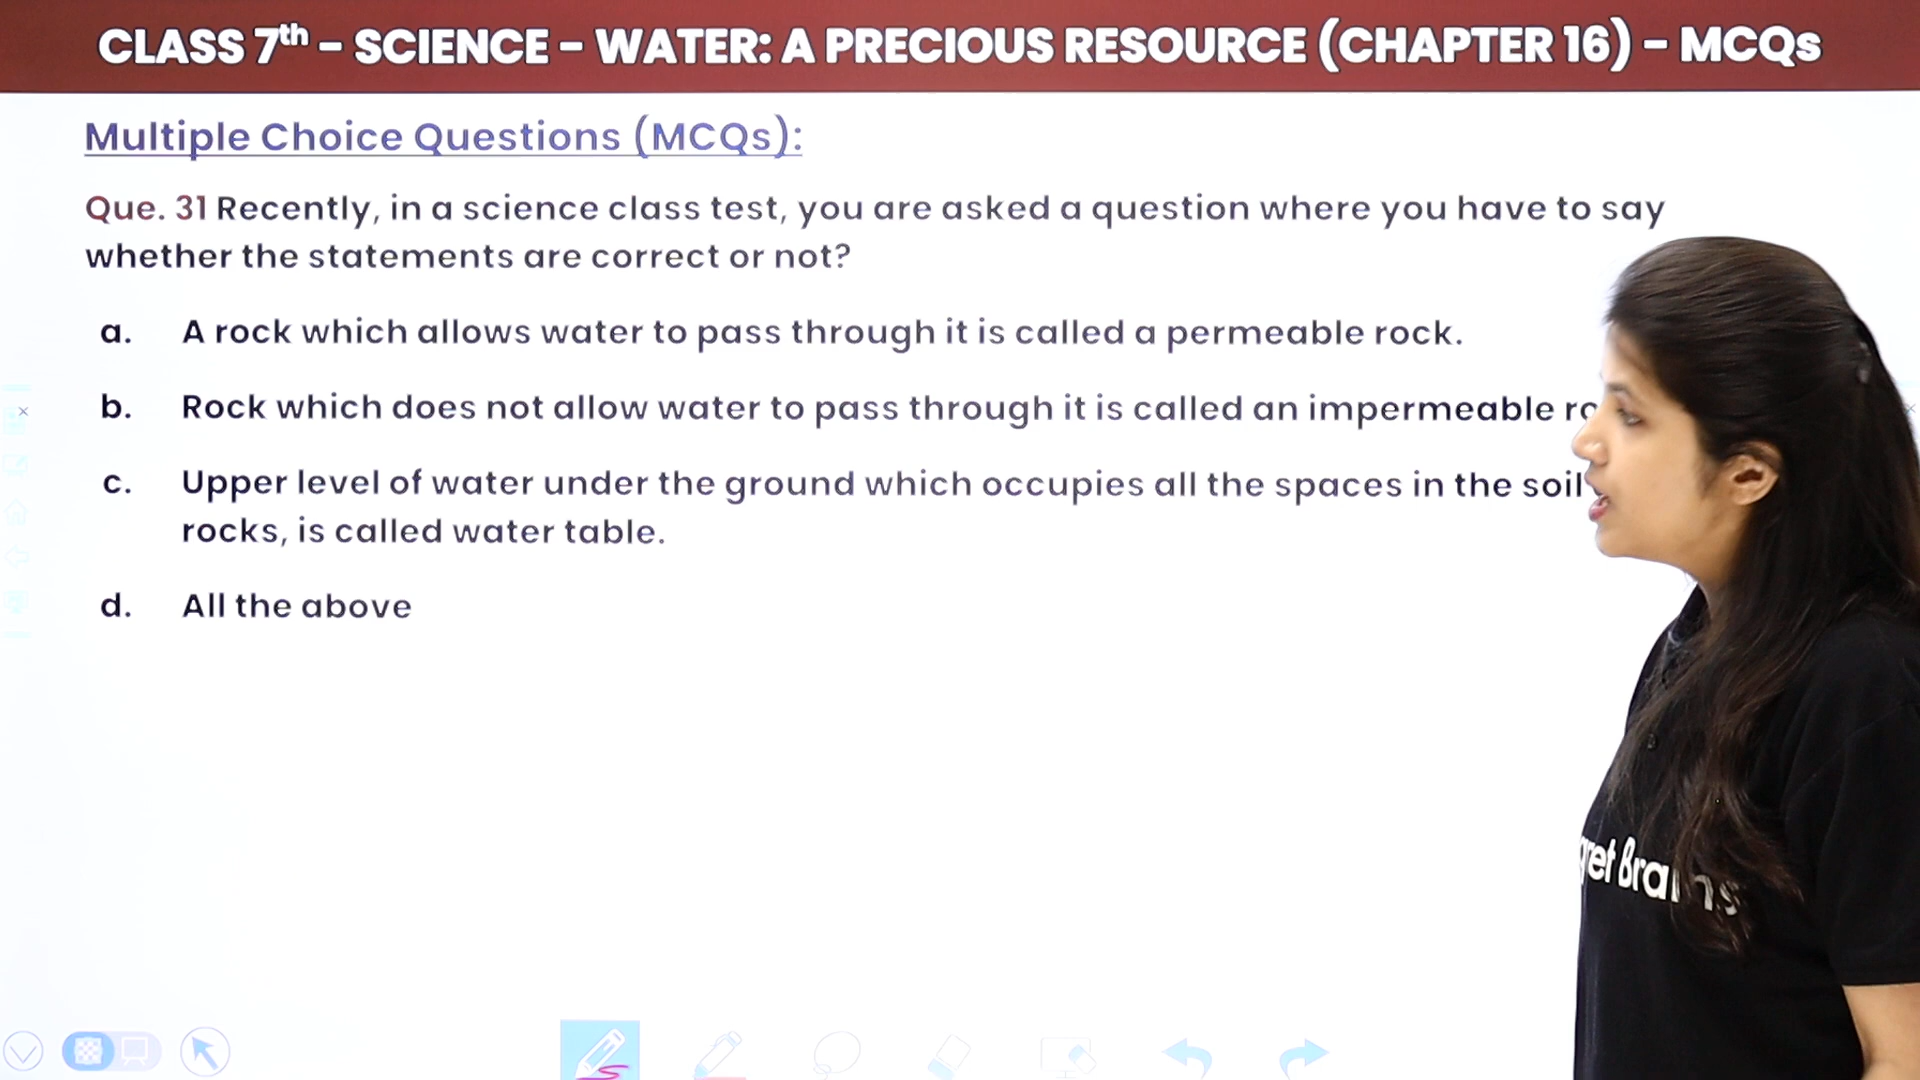 CLASS 7th – SCIENCE – WATER: A PRECIOUS RESOURCE (CHAPTER 16) – MCQs
Multiple Choice Questions (MCQs):
Que. 31 Recently, in a science class test, you are asked a question where you have to say
whether the statements are correct or not?
a. A rock which allows water to pass through it is called a permeable rock.
b. Rock which does not allow water to pass through it is called an impermeable
c. Upper level of water under the ground which occupies all the spaces in the soil
rocks, is called water table.
d. All the above